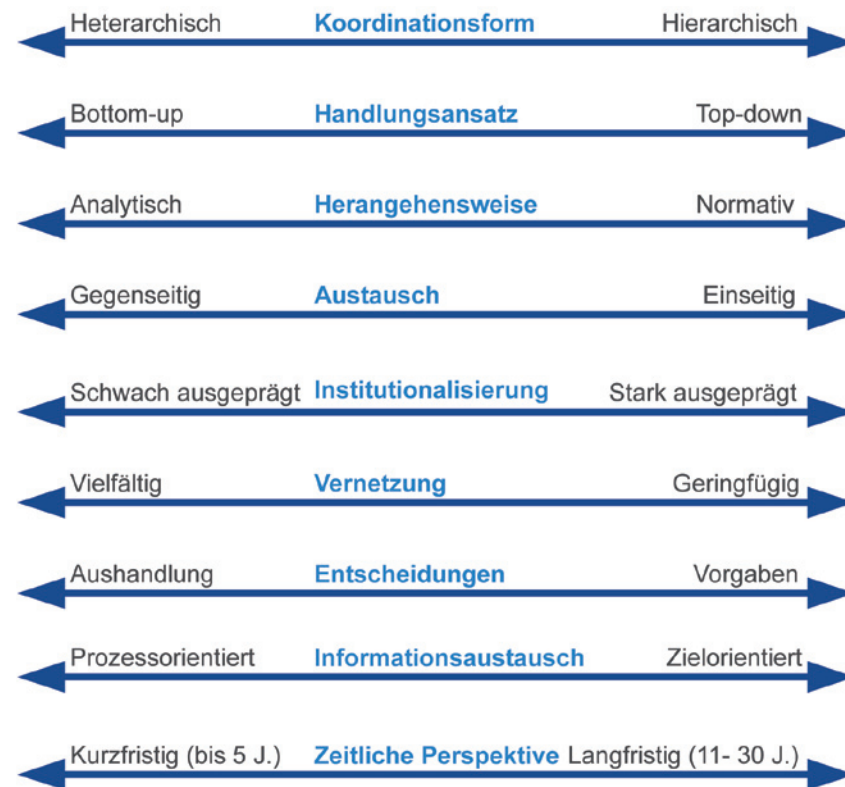 Heterarchisch Koordinationsform Hierarchisch
Bottom-up Handlungsansatz Top-down
Analytisch Herangehensweise Normativ
Gegenseitig Austausch Einseitig
Schwach ausgeprägt Institutionalisierung Stark ausgeprägt
Vielfältig Vernetzung Geringfügig
Aushandlung Entscheidungen Vorgaben
Prozessorientiert Informationsaustausch Zielorientiert
Kurzfristig (bis 5 J.) Zeitliche Perspektive Langfristig (11- 30 J.)